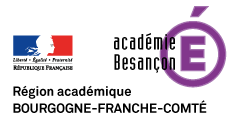 académie
Besançon
É
Liberté • Égalité • Fraternité
RÉPUBLIQUE FRANÇAISE
Région académique
BOURGOGNE-FRANCHE-COMTÉ